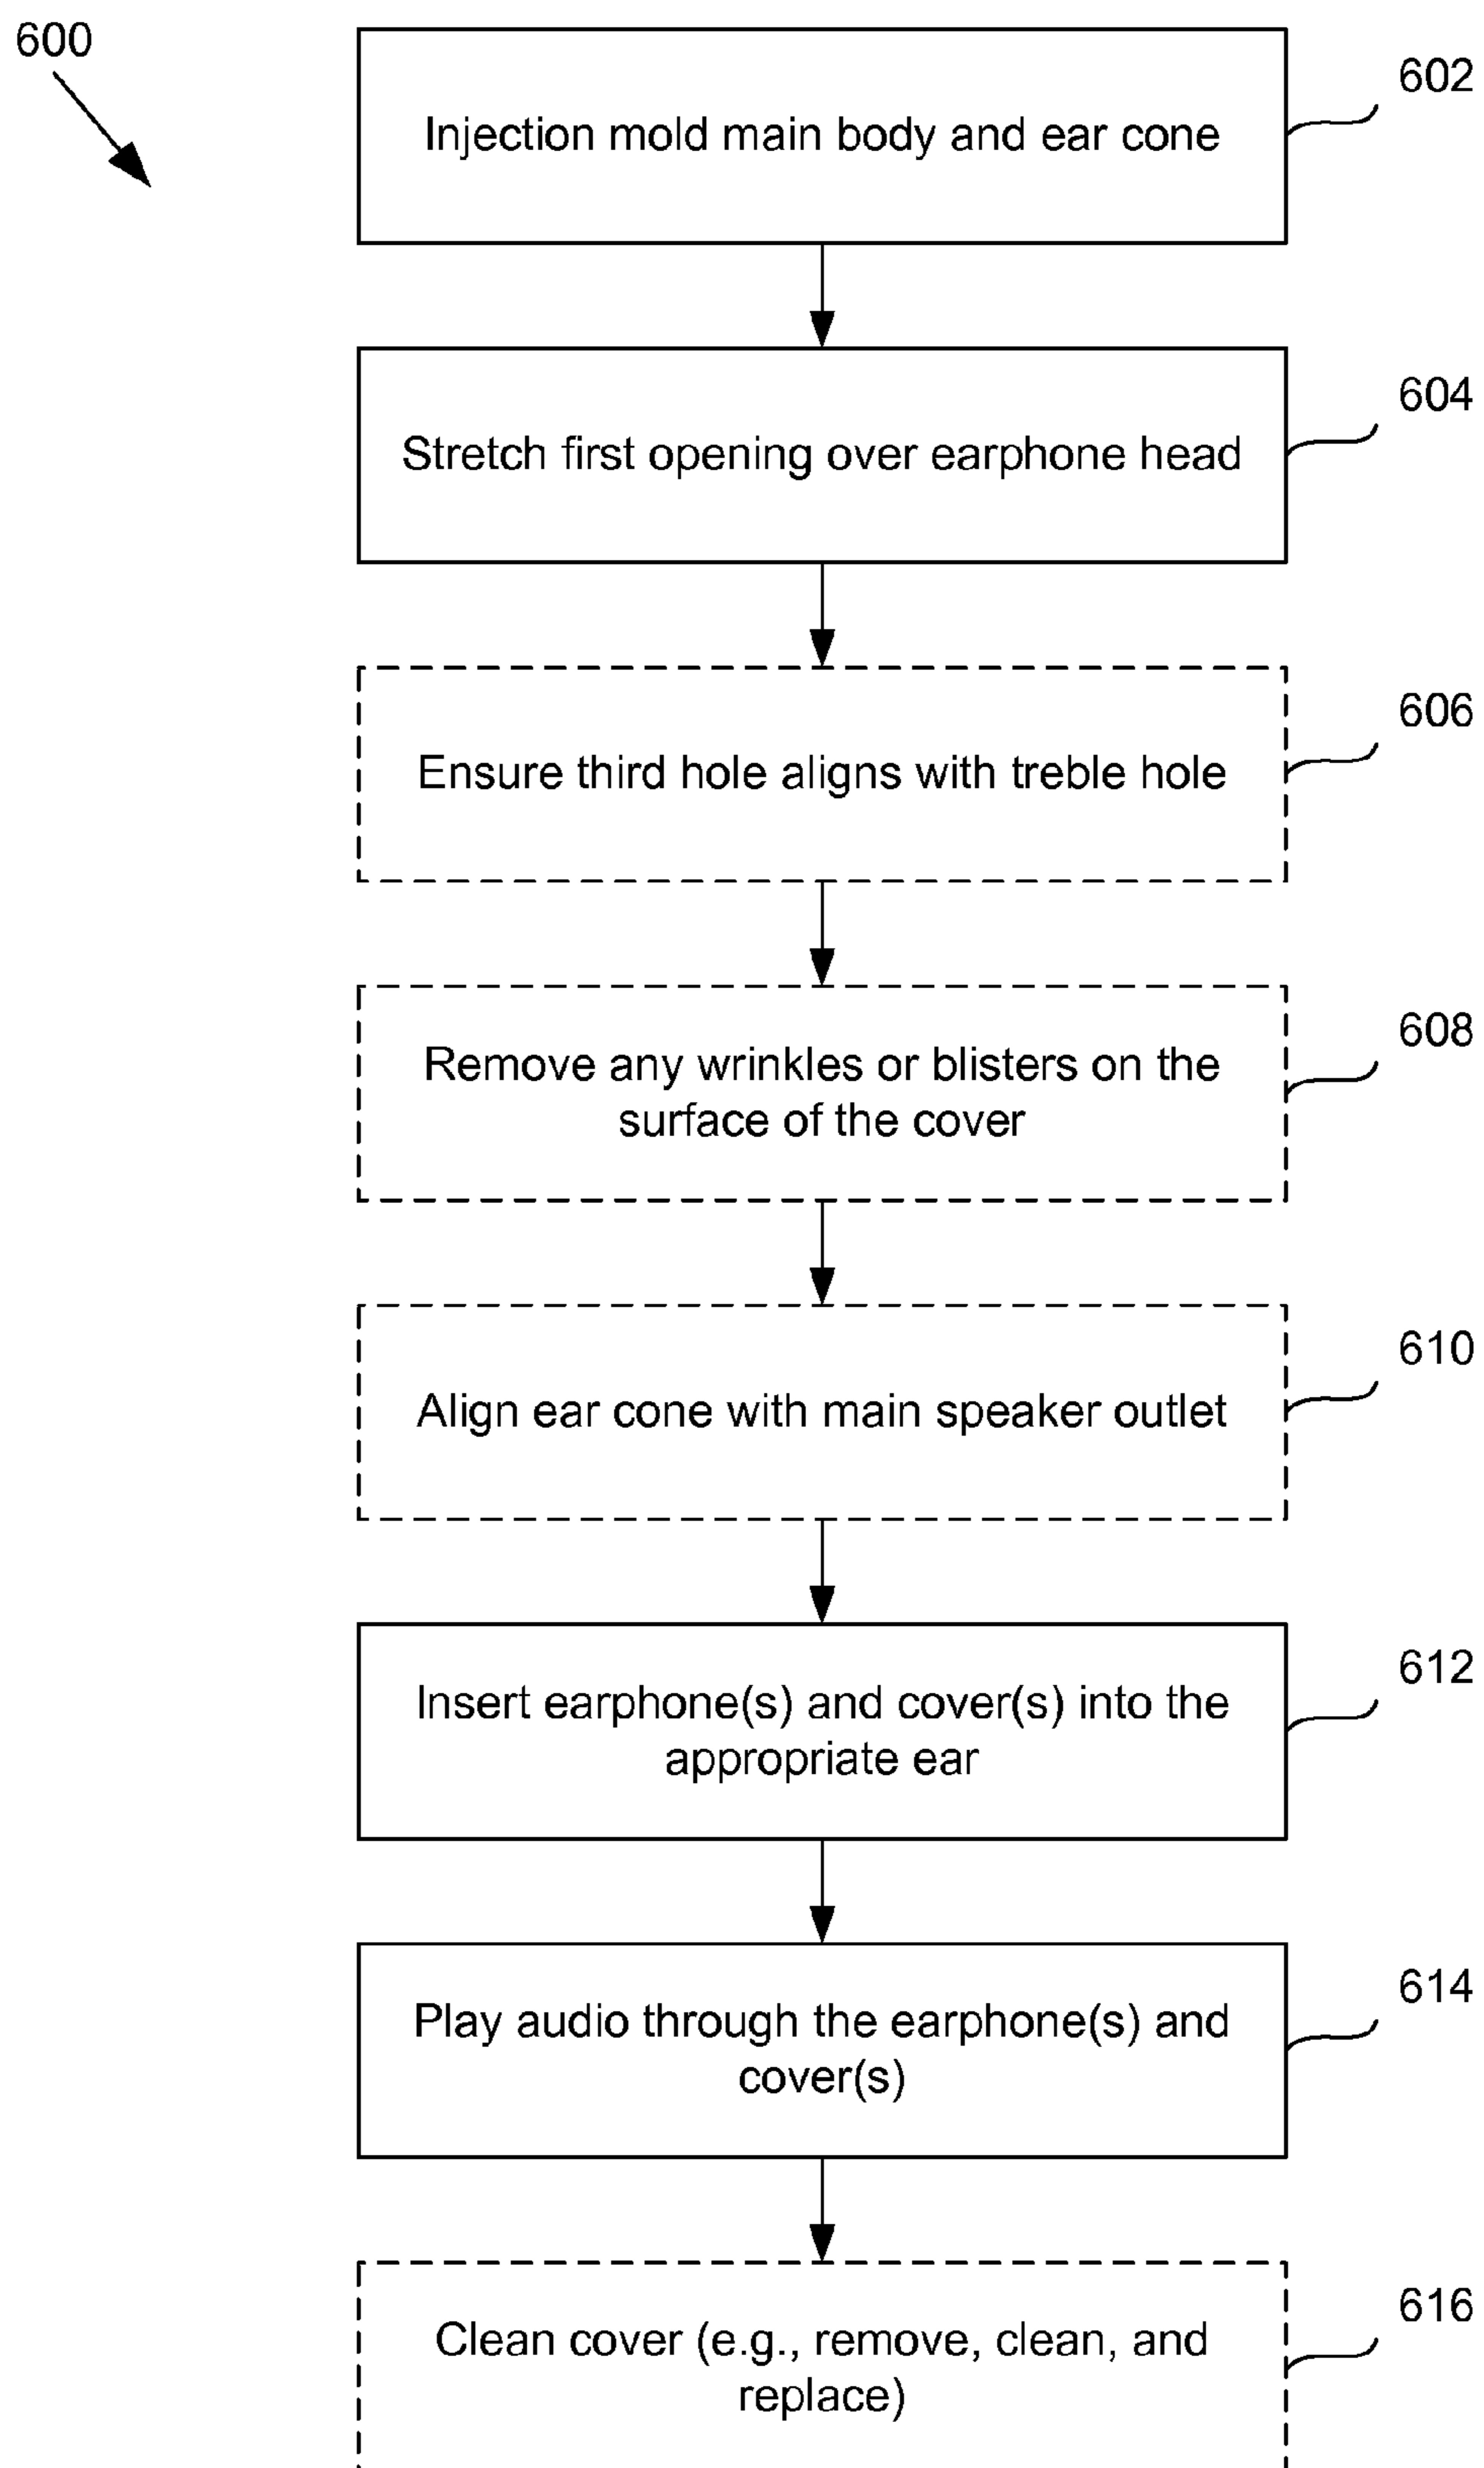 600
602
Injection mold main body and ear cone
604
Stretch first opening over earphone head
606
Ensure third hole aligns with treble hole
608
Remove any wrinkles or blisters on the
surface of the cover
610
Align ear cone with main speaker outlet
612
Insert earphone(s) and cover(s) into the
appropriate ear
614
Play audio through the earphone(s) and
cover(s)
616
Clean cover (e.g., remove, clean, and
replace)